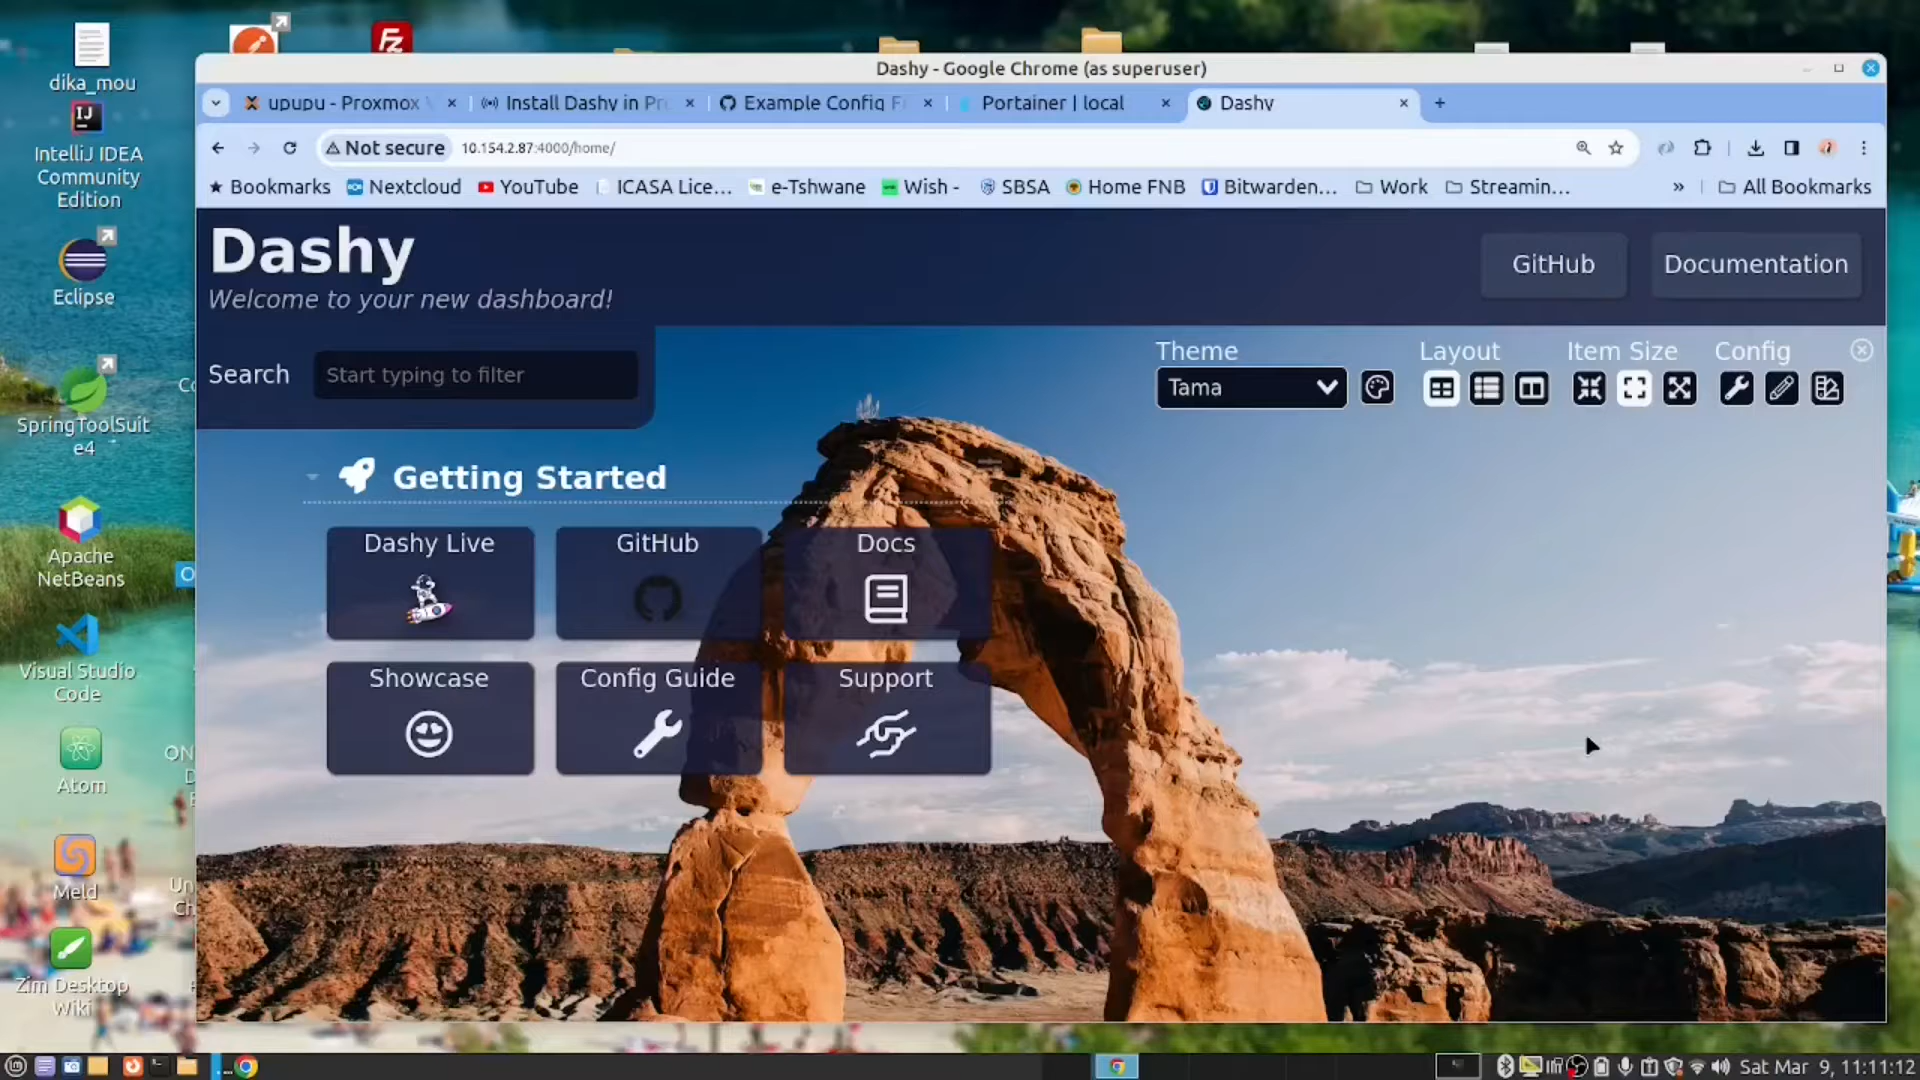 dika_mou
IntelliJ IDEA
Community
Edition
Eclipse
SpringToolSuit
e4
Apache
NetBeans
Visual Studio
Code
Atom
Meld
Zim Desktop
Wiki
Dashy - Google Chrome (as superuser)
upupu - Proxmox
Install Dashy in Pr
Example Config F
Portainer | local
Dashy
Not secure
10.154.2.87:4000/home/
Bookmarks
Nextcloud
YouTube
ICASA Lice...
e-Tshwane
Wish -
SBSA
Home FNB
Bitwarden...
Work
Streamin...
»
All Bookmarks
Dashy
Welcome to your new dashboard!
GitHub
Documentation
Search
Start typing to filter
Theme
Tama
Layout
Item Size
Config
Getting Started
Dashy Live
GitHub
Docs
Showcase
Config Guide
Support
Sat Mar 9, 11:11:12